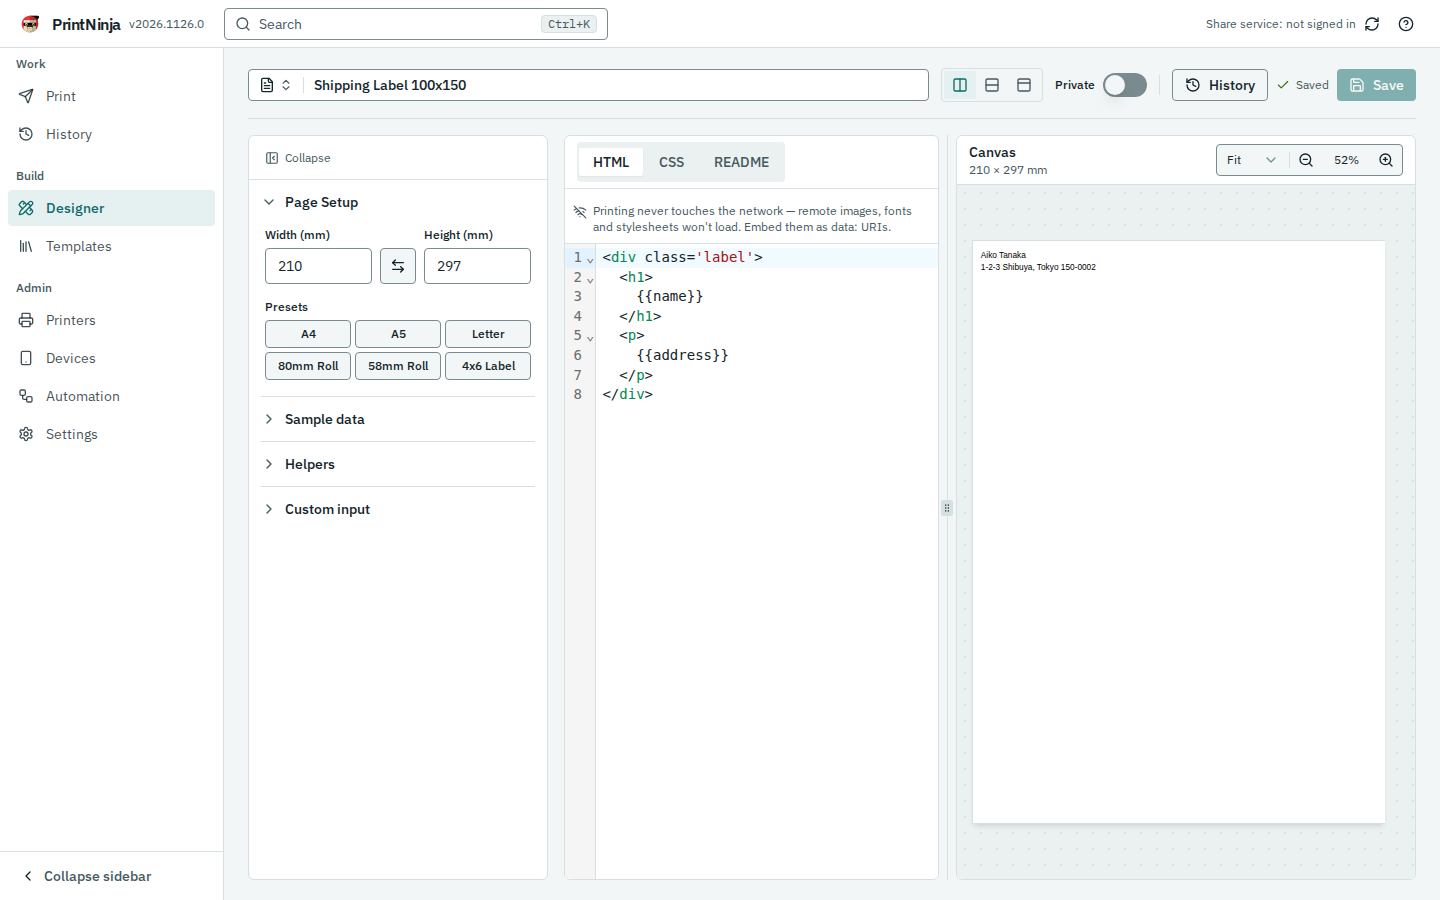 PrintNinja v2026.1126.0
Search Ctrl+K
Share service: not signed in
Work
Print
History
Build
Designer
Templates
Admin
Printers
Devices
Automation
Settings
Collapse sidebar
Shipping Label 100x150
Private
History
Saved
Save
Collapse
Page Setup
Width (mm) Height (mm)
210 297
Presets
A4 A5 Letter
80mm Roll 58mm Roll 4x6 Label
Sample data
Helpers
Custom input
HTML CSS README
Printing never touches the network — remote images, fonts
and stylesheets won't load. Embed them as data: URIs.
1 <div class='label'>
2 <h1>
3 {{name}}
4 </h1>
5 <p>
6 {{address}}
7 </p>
8 </div>
Canvas
210 × 297 mm
Fit 52%
Aiko Tanaka
1-2-3 Shibuya, Tokyo 150-0002